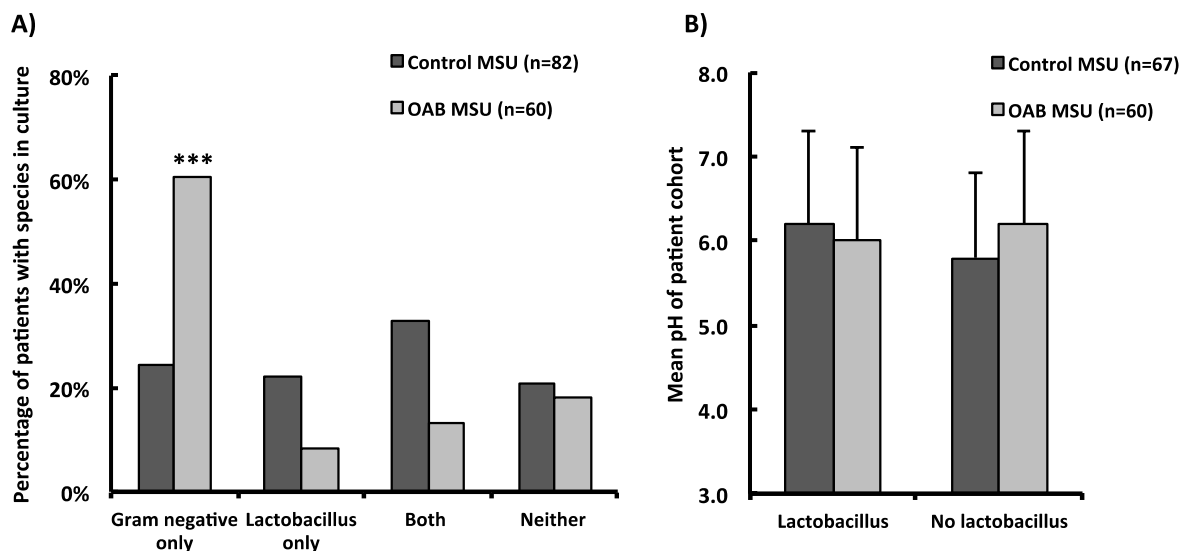 A)
Percentage of patients with species in culture
80%
60%
40%
20%
0%
Control MSU (n=82)
OAB MSU (n=60)
***
Gram negative
only
Lactobacillus
only
Both
Neither
B)
Mean pH of patient cohort
8.0
7.0
6.0
5.0
4.0
3.0
Control MSU (n=67)
OAB MSU (n=60)
Lactobacillus
No lactobacillus